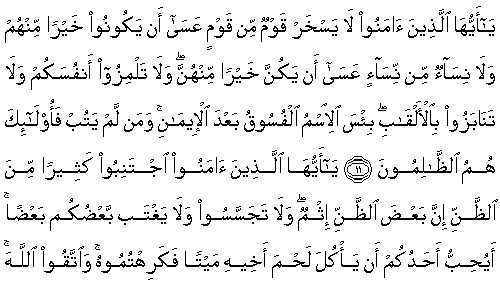 يَـٰٓأَيُّهَا ٱلَّذِينَ ءَامَنُوا۟ لَا يَسْخَرْ قَوْمٌ مِّن قَوْمٍ عَسَىٰٓ أَن يَكُونُوا۟ خَيْرًا مِّنْهُمْ
وَلَا نِسَآءٌ مِّن نِّسَآءٍ عَسَىٰٓ أَن يَكُنَّ خَيْرًا مِّنْهُنَّ ۖ وَلَا تَلْمِزُوٓا۟ أَنفُسَكُمْ وَلَا
تَنَابَزُوا۟ بِٱلْأَلْقَـٰبِ ۖ بِئْسَ ٱلِٱسْمُ ٱلْفُسُوقُ بَعْدَ ٱلْإِيمَـٰنِ ۚ وَمَن لَّمْ يَتُبْ فَأُو۟لَـٰٓئِكَ
هُمُ ٱلظَّـٰلِمُونَ ١١ يَـٰٓأَيُّهَا ٱلَّذِينَ ءَامَنُوا۟ ٱجْتَنِبُوا۟ كَثِيرًا مِّنَ
ٱلظَّنِّ إِنَّ بَعْضَ ٱلظَّنِّ إِثْمٌ ۖ وَلَا تَجَسَّسُوا۟ وَلَا يَغْتَب بَّعْضُكُم بَعْضًا ۚ
أَيُحِبُّ أَحَدُكُمْ أَن يَأْكُلَ لَحْمَ أَخِيهِ مَيْتًا فَكَرِهْتُمُوهُ ۚ وَٱتَّقُوا۟ ٱللَّهَ ۚ